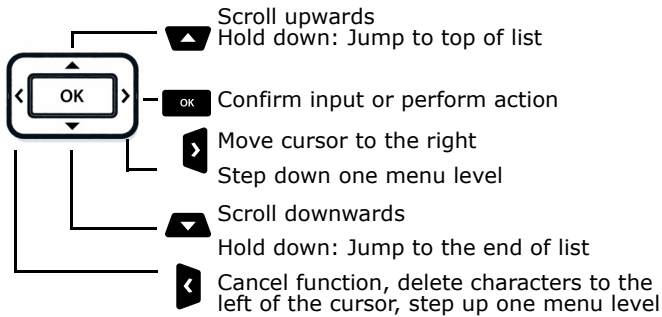 Scroll upwards
Hold down: Jump to top of list
OK
OK
Confirm input or perform action
Move cursor to the right
Step down one menu level
Scroll downwards
Hold down: Jump to the end of list
Cancel function, delete characters to the
left of the cursor, step up one menu level